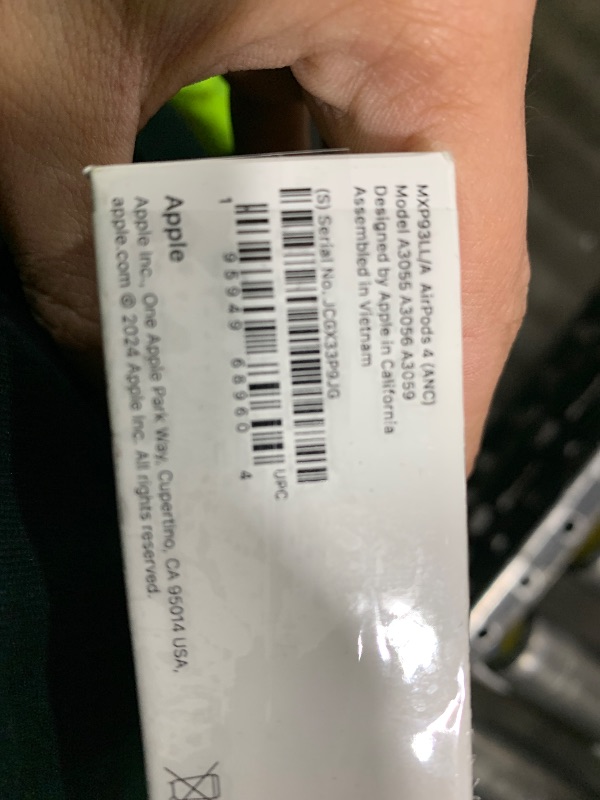 MXP93LL/A AirPods 4 (ANC)
Model A3055 A3056 A3059
Designed by Apple in California
Assembled in Vietnam
(S) Serial No. JCGX33P9JG
UPC
1 95949 68960 4
Apple
Apple Inc., One Apple Park Way, Cupertino, CA 95014 USA,
apple.com © 2024 Apple Inc. All rights reserved.